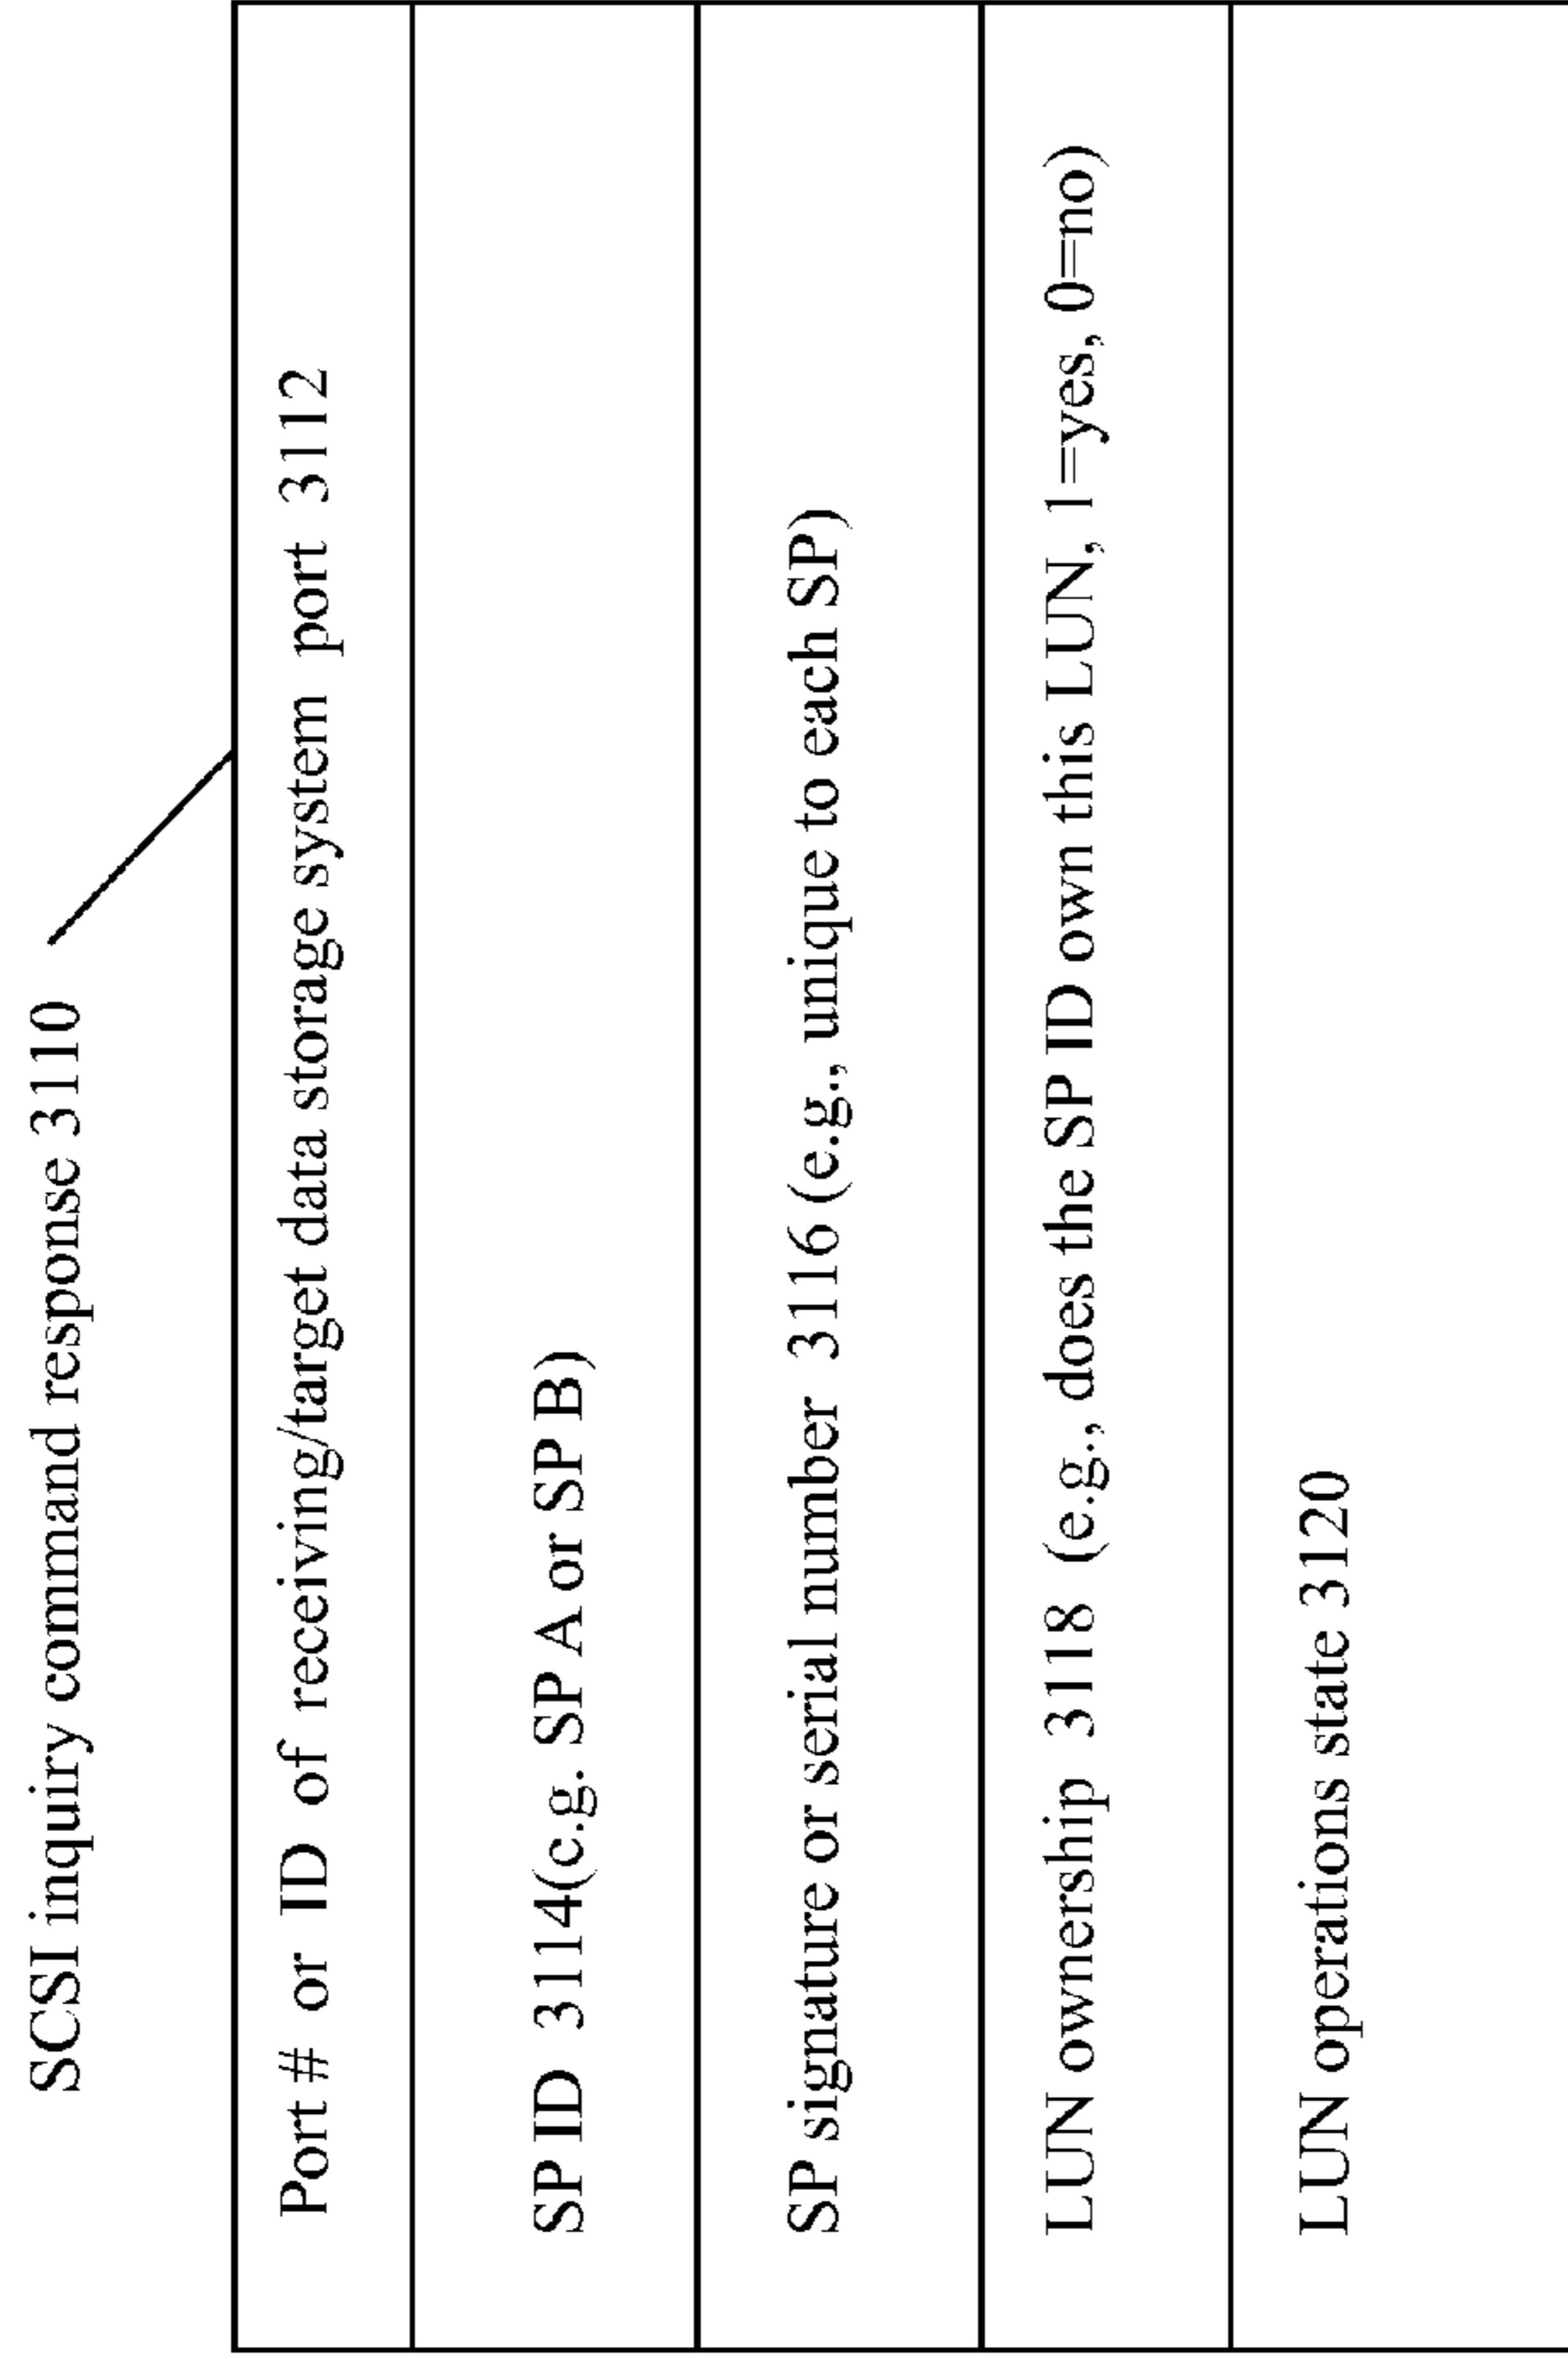 SCSI inquiry command response 3110
Port # or ID of receiving/target data storage system port 3112
SP ID 3114(e.g. SP A or SP B)
SP signature or serial number 3116 (e.g., unique to each SP)
LUN ownership 3118 (e.g., does the SP ID own this LUN, 1=yes, 0=no)
LUN operations state 3120